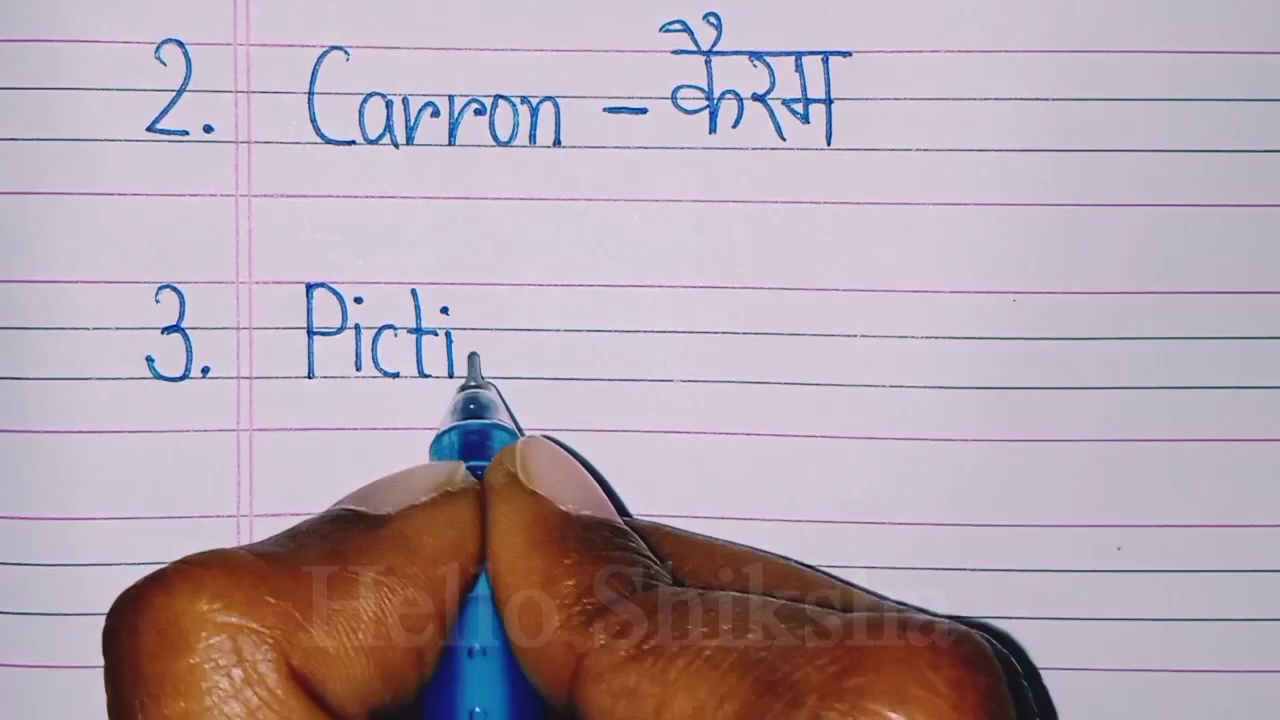 2. Carron - कैरम
3. Picti
Hello Shiksha